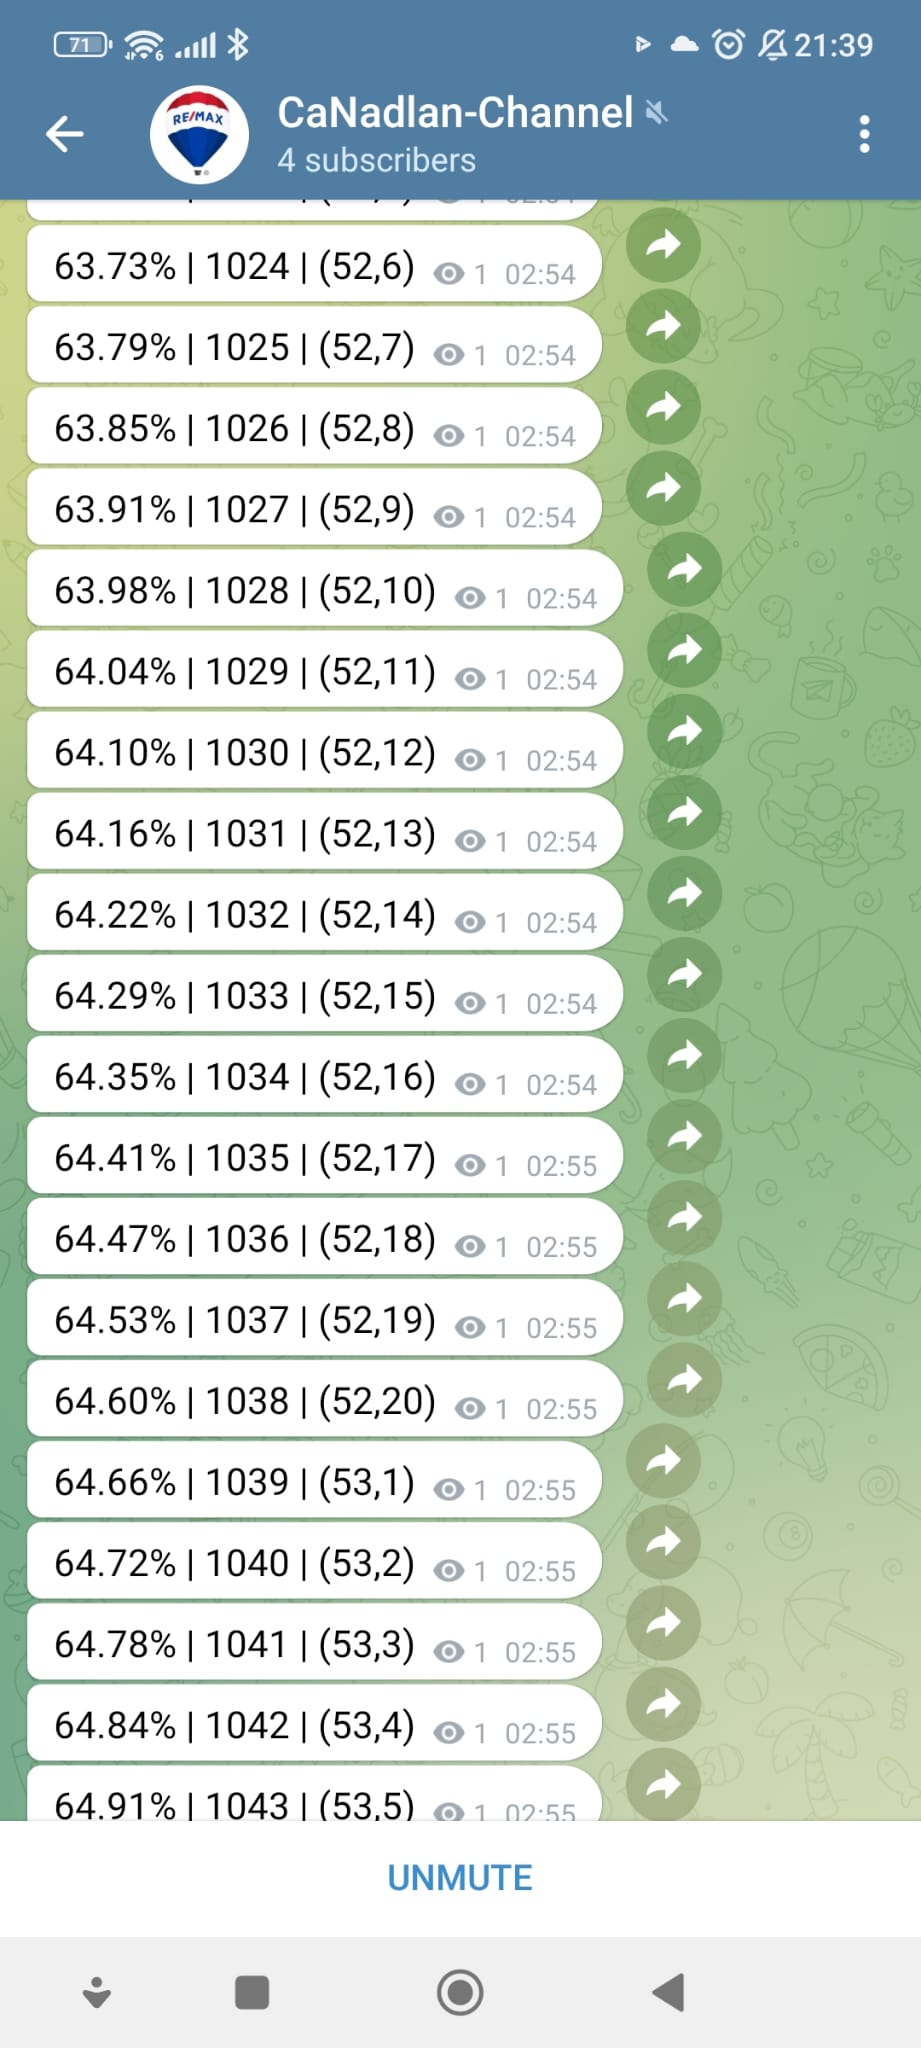 71
6
21:39
RE/MAX
CaNadlan-Channel
4 subscribers
63.73% | 1024 | (52,6) 1 02:54
63.79% | 1025 | (52,7) 1 02:54
63.85% | 1026 | (52,8) 1 02:54
63.91% | 1027 | (52,9) 1 02:54
63.98% | 1028 | (52,10) 1 02:54
64.04% | 1029 | (52,11) 1 02:54
64.10% | 1030 | (52,12) 1 02:54
64.16% | 1031 | (52,13) 1 02:54
64.22% | 1032 | (52,14) 1 02:54
64.29% | 1033 | (52,15) 1 02:54
64.35% | 1034 | (52,16) 1 02:54
64.41% | 1035 | (52,17) 1 02:55
64.47% | 1036 | (52,18) 1 02:55
64.53% | 1037 | (52,19) 1 02:55
64.60% | 1038 | (52,20) 1 02:55
64.66% | 1039 | (53,1) 1 02:55
64.72% | 1040 | (53,2) 1 02:55
64.78% | 1041 | (53,3) 1 02:55
64.84% | 1042 | (53,4) 1 02:55
64.91% | 1043 | (53,5) 1 02:55
UNMUTE